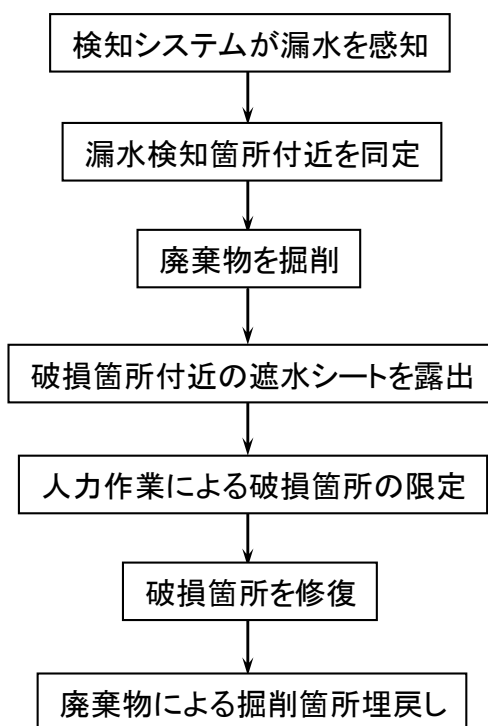 検知システムが漏水を感知
漏水検知箇所付近を同定
廃棄物を掘削
破損箇所付近の遮水シートを露出
人力作業による破損箇所の限定
破損箇所を修復
廃棄物による掘削箇所埋戻し